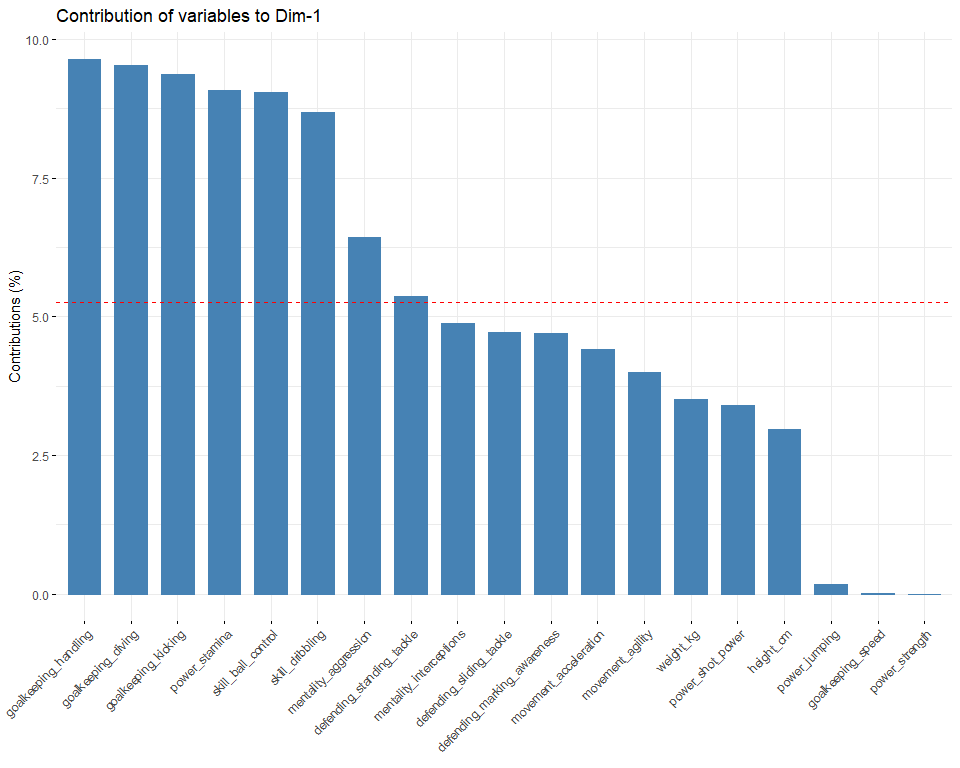 Contribution of variables to Dim-1
Contributions (%)
10.0
7.5
5.0
2.5
0.0
goalkeeping_handling
goalkeeping_diving
goalkeeping_kicking
power_stamina
skill_ball_control
skill_dribbling
mentality_aggression
defending_standing_tackle
mentality_interceptions
defending_sliding_tackle
defending_marking_awareness
movement_acceleration
movement_agility
weight_kg
power_shot_power
height_cm
power_jumping
goalkeeping_speed
power_strength